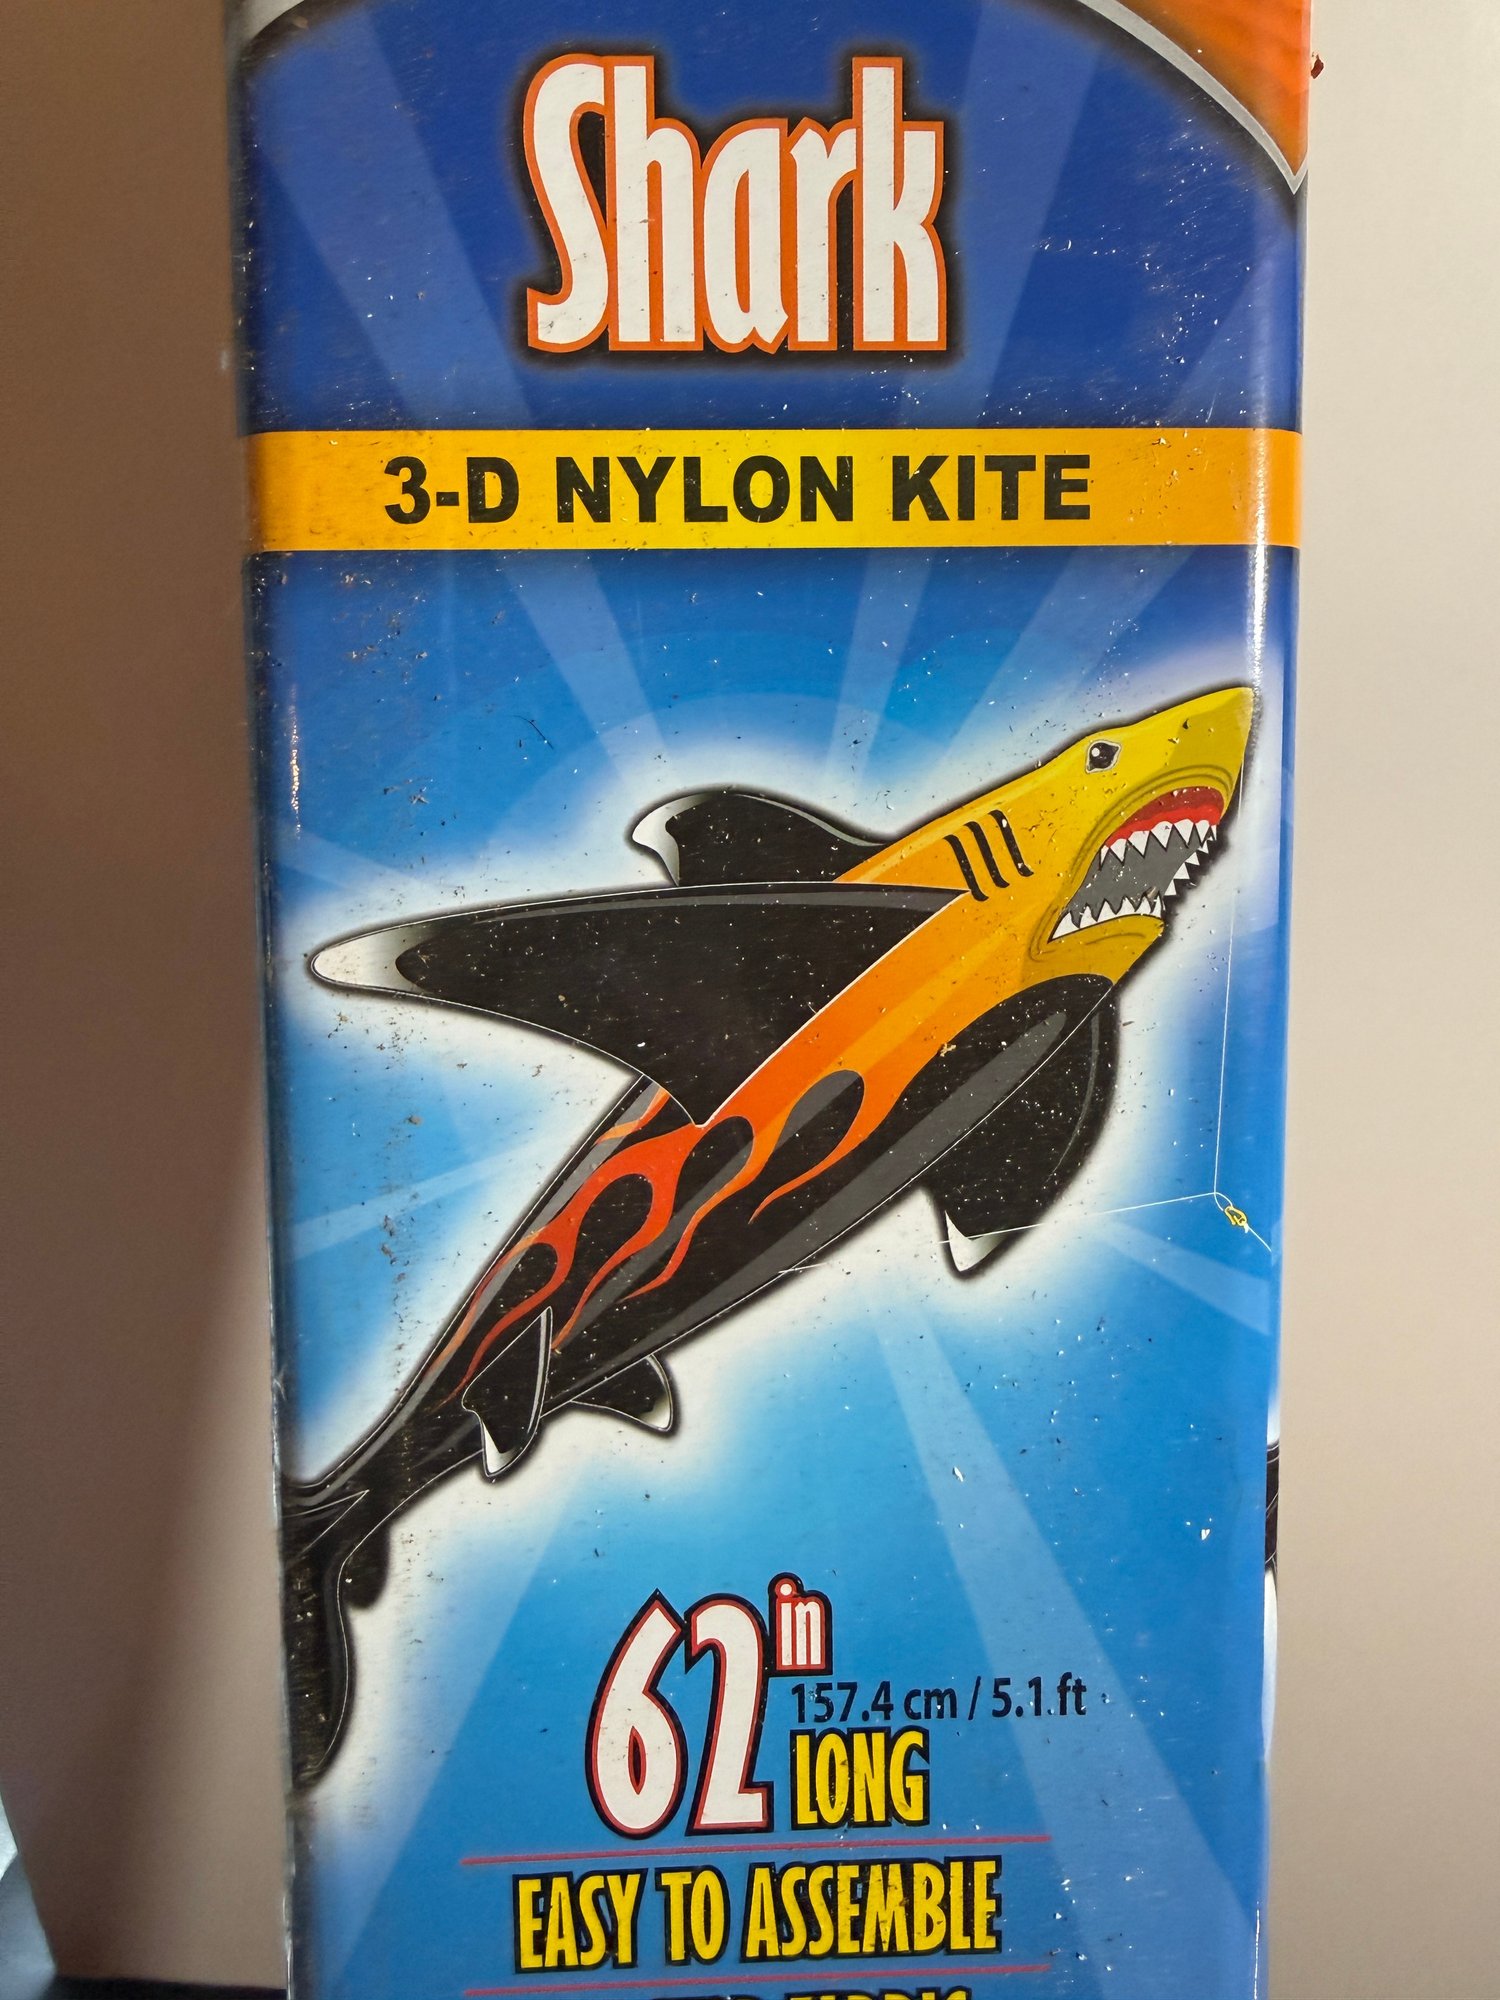 Shark
3-D NYLON KITE
62 in
157.4 cm / 5.1.ft
LONG
EASY TO ASSEMBLE